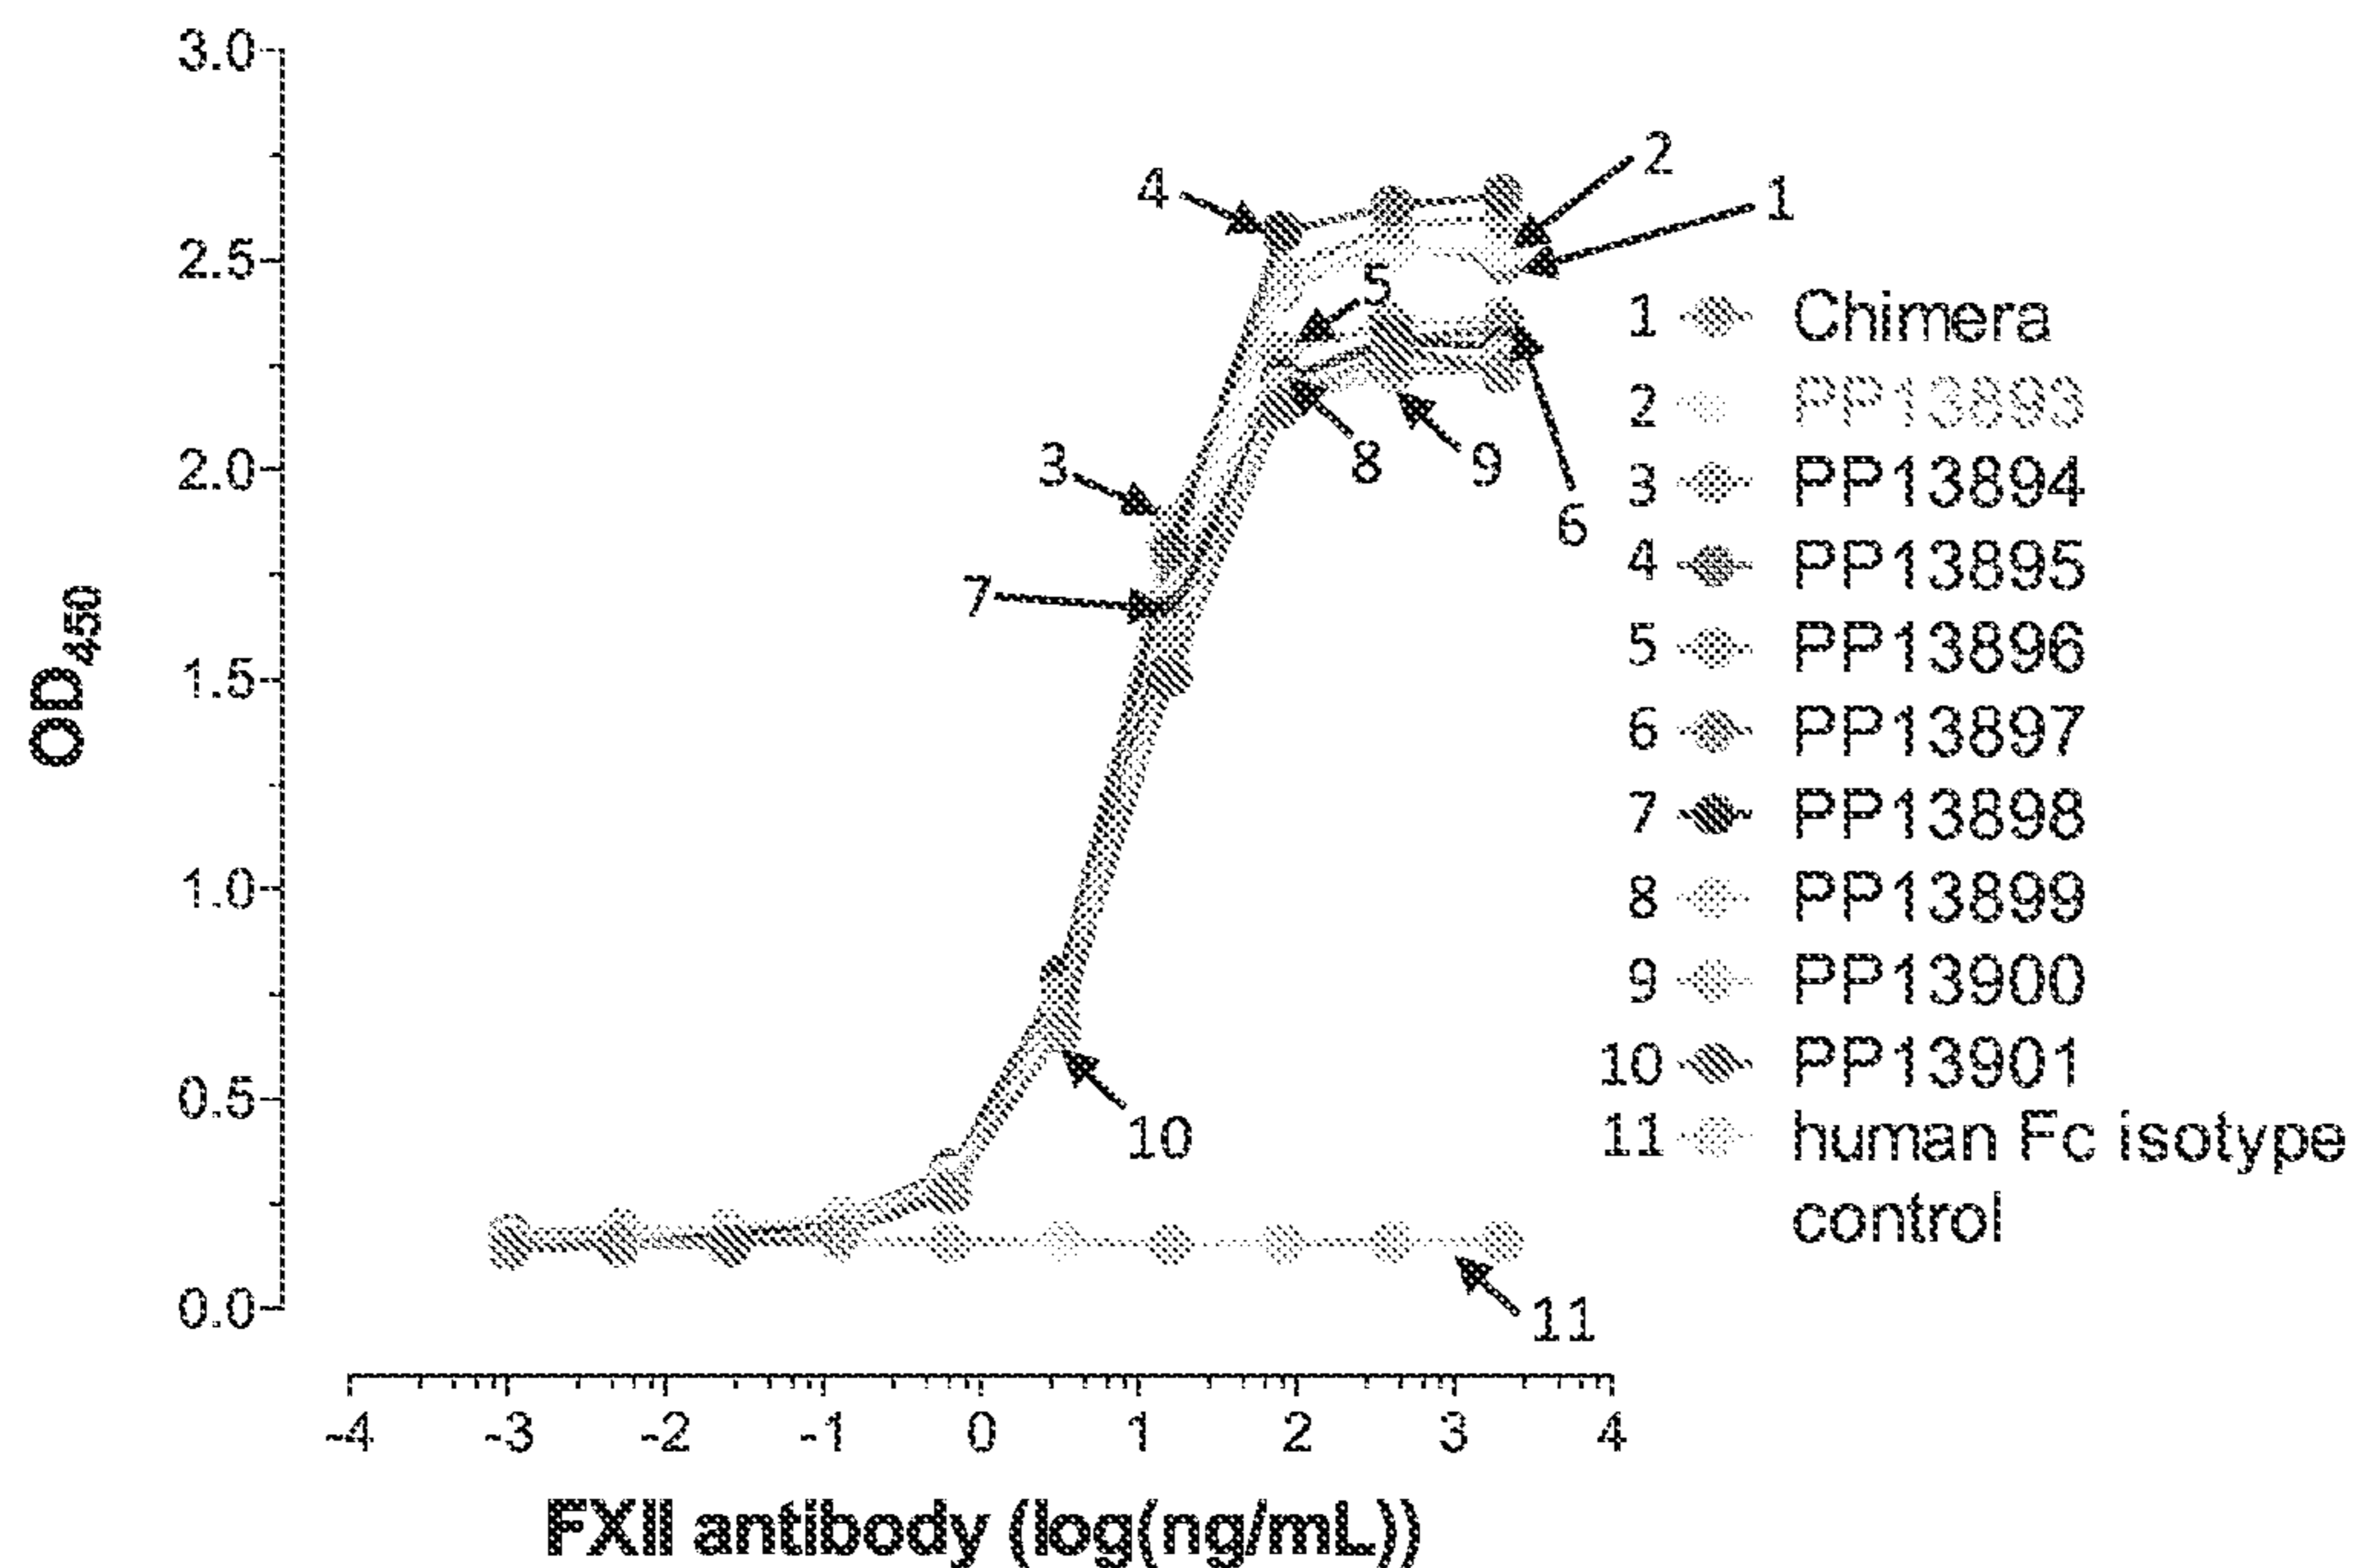 3.0
2.5
2.0
1.5
1.0
0.5
0.0
OD450
4
2
1
5
3
8
9
6
7
10
11
1 Chimera
2 PP13893
3 PP13894
4 PP13895
5 PP13896
6 PP13897
7 PP13898
8 PP13899
9 PP13900
10 PP13901
11 human Fc isotype
control
-4 -3 -2 -1 0 1 2 3 4
FXII antibody (log(ng/mL))